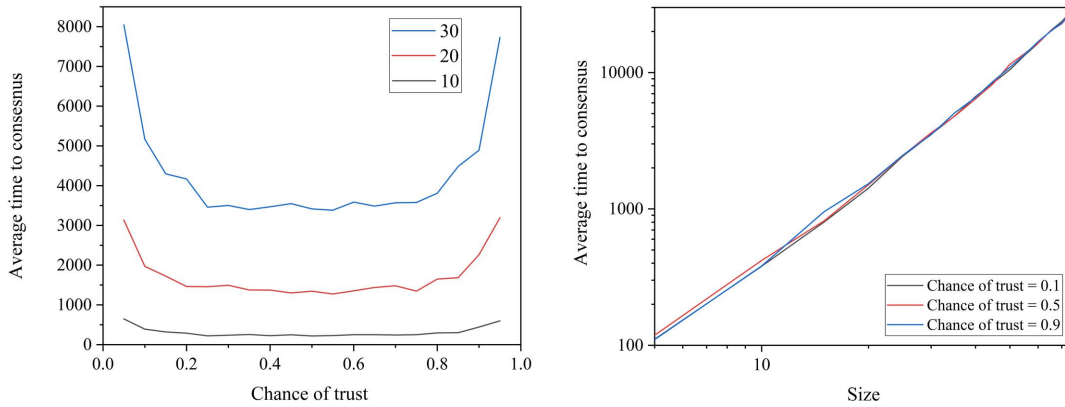 8000
7000
6000
5000
4000
3000
2000
1000
0
0.0 0.2 0.4 0.6 0.8 1.0
Average time to consesnus
Chance of trust
30
20
10
10000
1000
100
10
Average time to consensus
Size
Chance of trust = 0.1
Chance of trust = 0.5
Chance of trust = 0.9